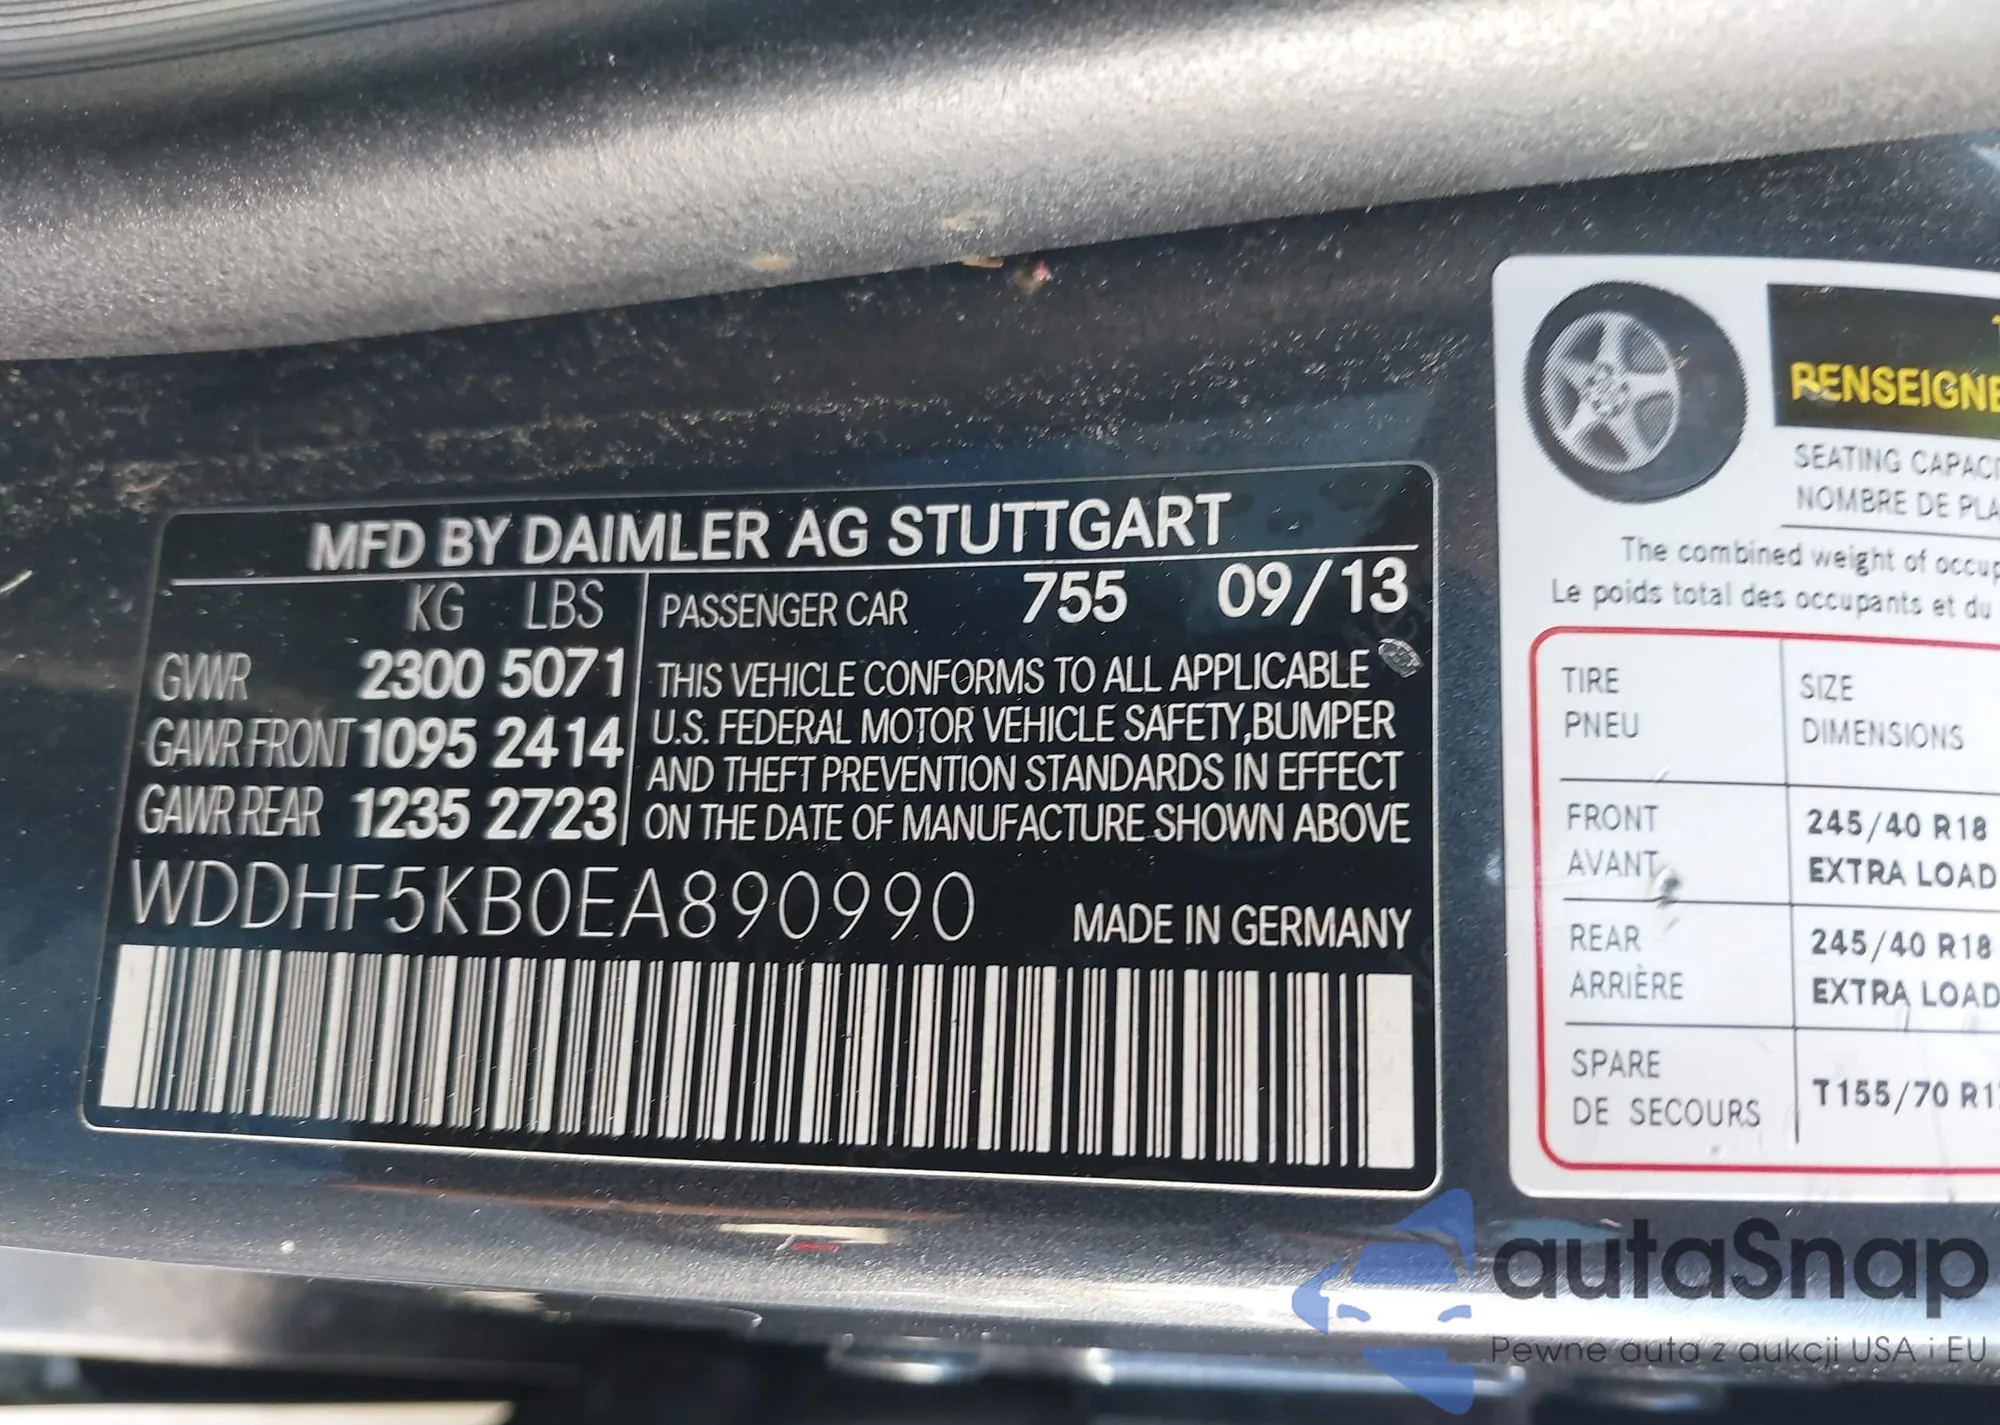 MFD BY DAIMLER AG STUTTGART
KG LBS
GVWR 2300 5071
GAWR FRONT 1095 2414
GAWR REAR 1235 2723
PASSENGER CAR 755 09/13
THIS VEHICLE CONFORMS TO ALL APPLICABLE
U.S. FEDERAL MOTOR VEHICLE SAFETY,BUMPER
AND THEFT PREVENTION STANDARDS IN EFFECT
ON THE DATE OF MANUFACTURE SHOWN ABOVE
WDDHF5KB0EA890990
MADE IN GERMANY
RENSEIGNE
SEATING CAPACI
NOMBRE DE PLA
The combined weight of occup
Le poids total des occupants et du
TIRE SIZE
PNEU DIMENSIONS
FRONT 245/40 R18
AVANT EXTRA LOAD
REAR 245/40 R18
ARRIÈRE EXTRA LOAD
SPARE
DE SECOURS
T155/70 R1
autaSnap
Pewne auta z aukcji USA i EU